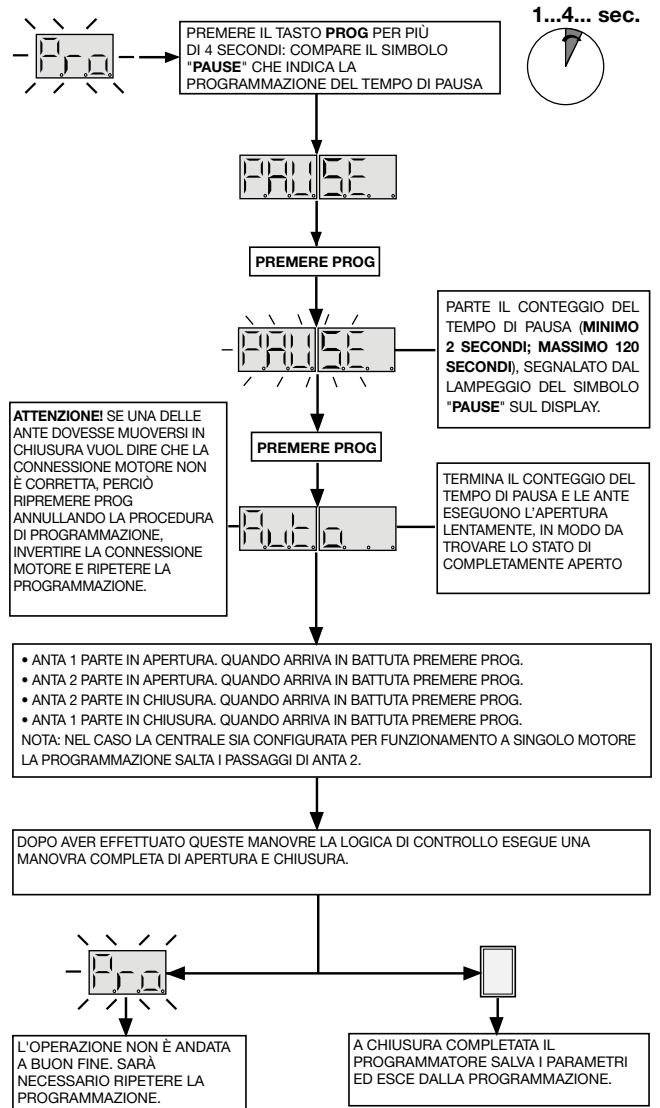 1...4... sec.
Pro
PREMERE IL TASTO PROG PER PIÙ
DI 4 SECONDI: COMPARE IL SIMBOLO
"PAUSE" CHE INDICA LA
PROGRAMMAZIONE DEL TEMPO DI PAUSA
PAUSE
PREMERE PROG
PAUSE
PARTE IL CONTEGGIO DEL
TEMPO DI PAUSA (MINIMO
2 SECONDI; MASSIMO 120
SECONDI), SEGNALATO DAL
LAMPEGGIO DEL SIMBOLO
"PAUSE" SUL DISPLAY.
ATTENZIONE! SE UNA DELLE
ANTE DOVESSE MUOVERSI IN
CHIUSURA VUOL DIRE CHE LA
CONNESSIONE MOTORE NON
È CORRETTA, PERCIÒ
RIPREMERE PROG
ANNULLANDO LA PROCEDURA
DI PROGRAMMAZIONE,
INVERTIRE LA CONNESSIONE
MOTORE E RIPETERE LA
PROGRAMMAZIONE.
PREMERE PROG
Auto
TERMINA IL CONTEGGIO DEL
TEMPO DI PAUSA E LE ANTE
ESEGUONO L'APERTURA
LENTAMENTE, IN MODO DA
TROVARE LO STATO DI
COMPLETAMENTE APERTO
• ANTA 1 PARTE IN APERTURA. QUANDO ARRIVA IN BATTUTA PREMERE PROG.
• ANTA 2 PARTE IN APERTURA. QUANDO ARRIVA IN BATTUTA PREMERE PROG.
• ANTA 2 PARTE IN CHIUSURA. QUANDO ARRIVA IN BATTUTA PREMERE PROG.
• ANTA 1 PARTE IN CHIUSURA. QUANDO ARRIVA IN BATTUTA PREMERE PROG.
NOTA: NEL CASO LA CENTRALE SIA CONFIGURATA PER FUNZIONAMENTO A SINGOLO MOTORE
LA PROGRAMMAZIONE SALTA I PASSAGGI DI ANTA 2.
DOPO AVER EFFETTUATO QUESTE MANOVRE LA LOGICA DI CONTROLLO ESEGUE UNA
MANOVRA COMPLETA DI APERTURA E CHIUSURA.
Pro
L'OPERAZIONE NON È ANDATA
A BUON FINE. SARÀ
NECESSARIO RIPETERE LA
PROGRAMMAZIONE.
A CHIUSURA COMPLETATA IL
PROGRAMMATORE SALVA I PARAMETRI
ED ESCE DALLA PROGRAMMAZIONE.